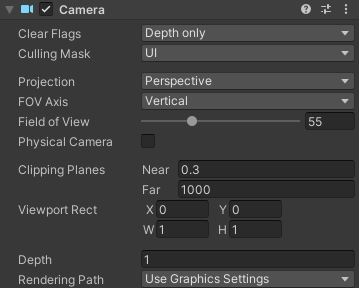 Camera
Clear Flags Depth only
Culling Mask UI
Projection Perspective
FOV Axis Vertical
Field of View 55
Physical Camera
Clipping Planes Near 0.3
Far 1000
Viewport Rect X 0 Y 0
W 1 H 1
Depth 1
Rendering Path Use Graphics Settings